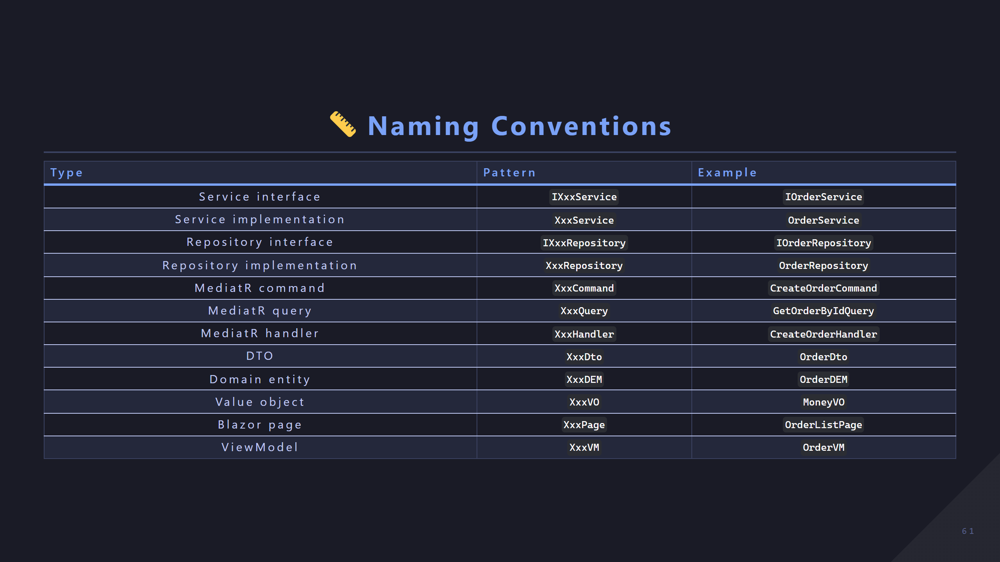 📏 Naming Conventions
Type Pattern Example
Service interface IXxxService IOrderService
Service implementation XxxService OrderService
Repository interface IXxxRepository IOrderRepository
Repository implementation XxxRepository OrderRepository
MediatR command XxxCommand CreateOrderCommand
MediatR query XxxQuery GetOrderByIdQuery
MediatR handler XxxHandler CreateOrderHandler
DTO XxxDto OrderDto
Domain entity XxxDEM OrderDEM
Value object XxxVO MoneyVO
Blazor page XxxPage OrderListPage
ViewModel XxxVM OrderVM
61